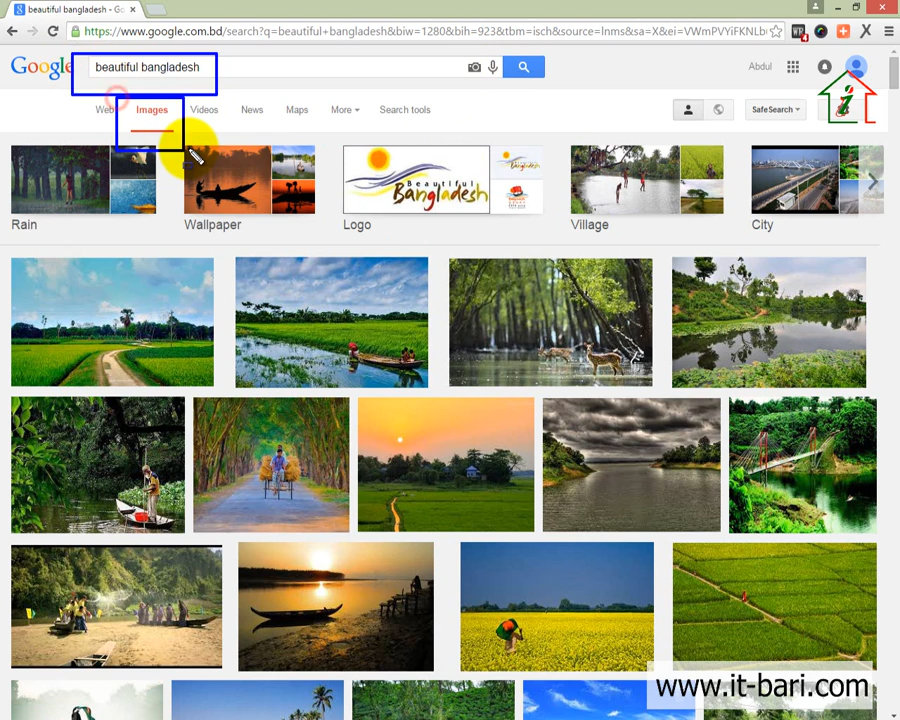 beautiful bangladesh - Go
https://www.google.com.bd/search?q=beautiful+bangladesh&biw=1280&bih=923&tbm=isch&source=lnms&sa=X&ei=VWmPVYiFKNLb
Google
beautiful bangladesh
Abdul
Web Images Videos News Maps More Search tools
SafeSearch
Beautiful
Bangladesh
Rain Wallpaper Logo Village City
www.it-bari.com